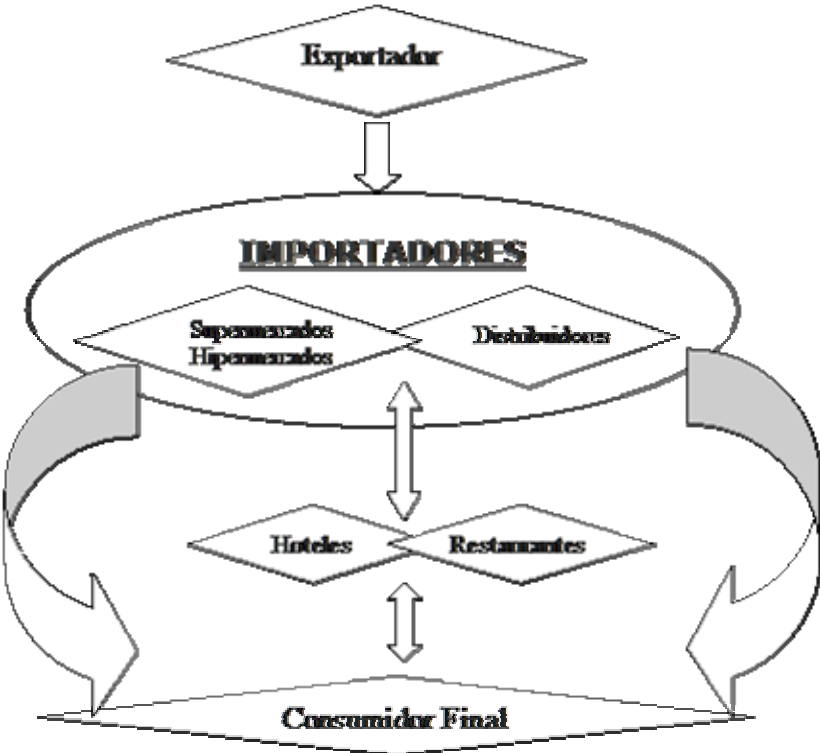 Exportador
IMPORTADORES
Supermercados
Hipermercados
Distribuidores
Hoteles
Restaurantes
Consumidor Final